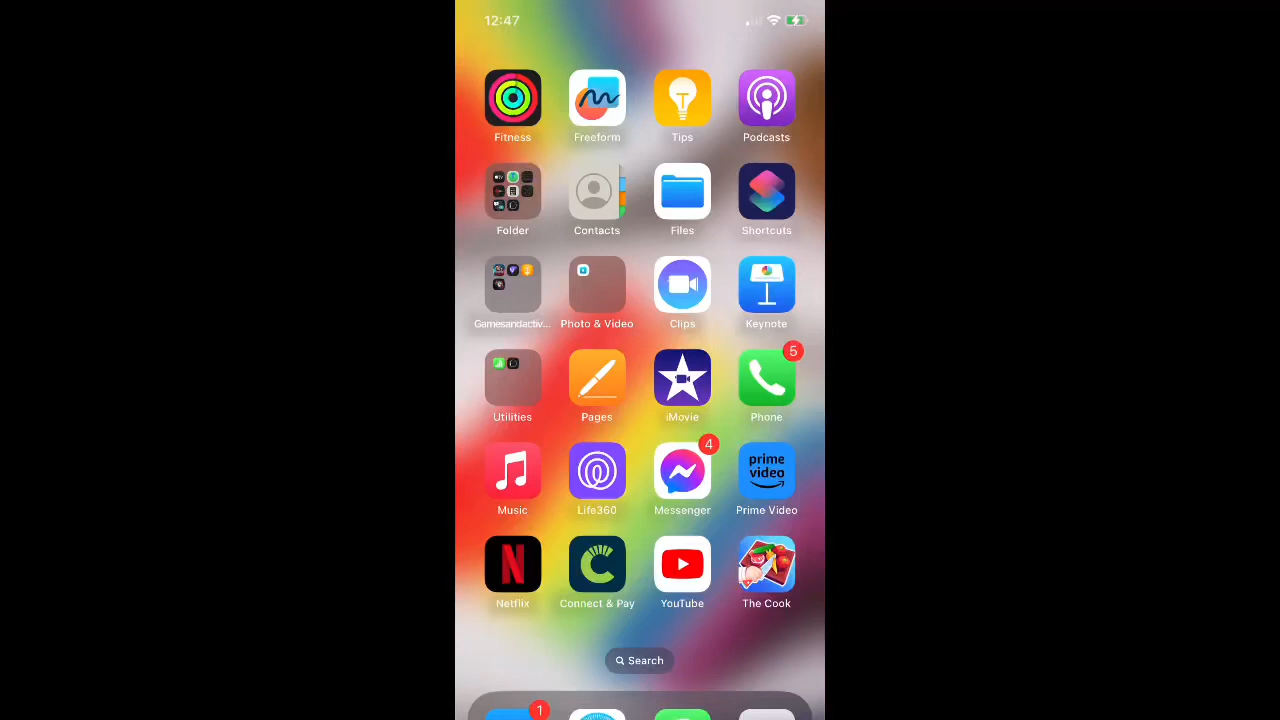 12:47
Fitness
Freeform
Tips
Podcasts
Folder
Contacts
Files
Shortcuts
Gamesandactiv...
Photo & Video
Clips
Keynote
Utilities
Pages
iMovie
5
Phone
Music
Life360
4
Messenger
prime
video
Prime Video
Netflix
Connect & Pay
YouTube
The Cook
Search
1